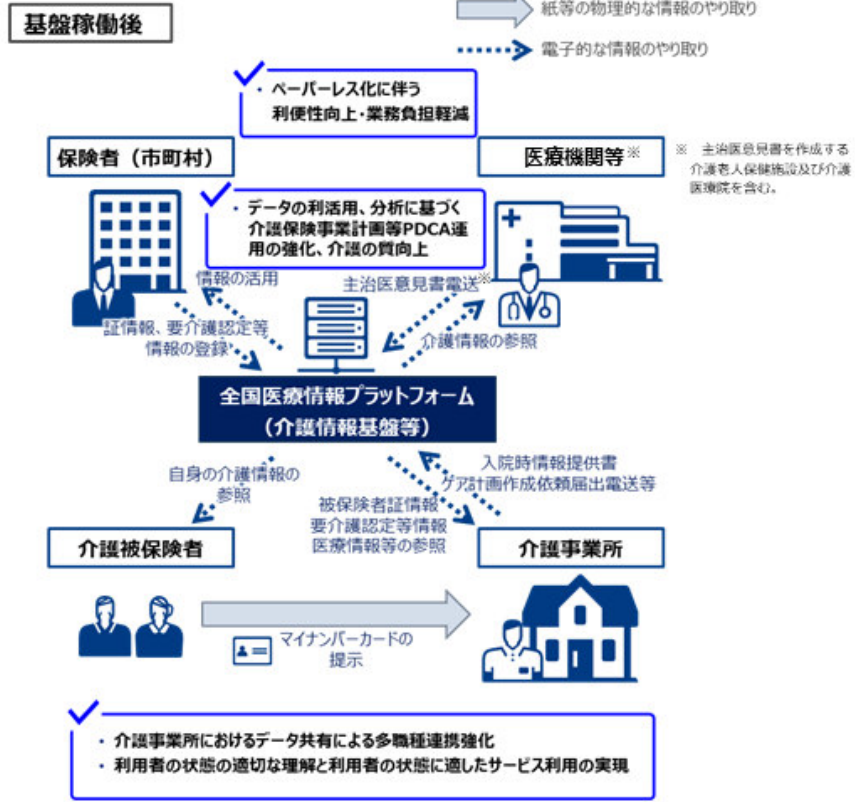 基盤稼働後
紙等の物理的な情報のやり取り
電子的な情報のやり取り
・ ペーパーレス化に伴う
利便性向上・業務負担軽減
保険者（市町村）
医療機関等※
※ 主治医意見書を作成する
介護老人保健施設及び介護
医療院を含む。
・ データの利活用、分析に基づく
介護保険事業計画等PDCA運
用の強化、介護の質向上
情報の活用
主治医意見書電送※
証情報、要介護認定等
情報の登録
介護情報の参照
全国医療情報プラットフォーム
（介護情報基盤等）
自身の介護情報の
参照
入院時情報提供書
ケア計画作成依頼届出電送等
被保険者証情報
要介護認定等情報
医療情報等の参照
介護被保険者
介護事業所
マイナンバーカードの
提示
・ 介護事業所におけるデータ共有による多職種連携強化
・ 利用者の状態の適切な理解と利用者の状態に適したサービス利用の実現